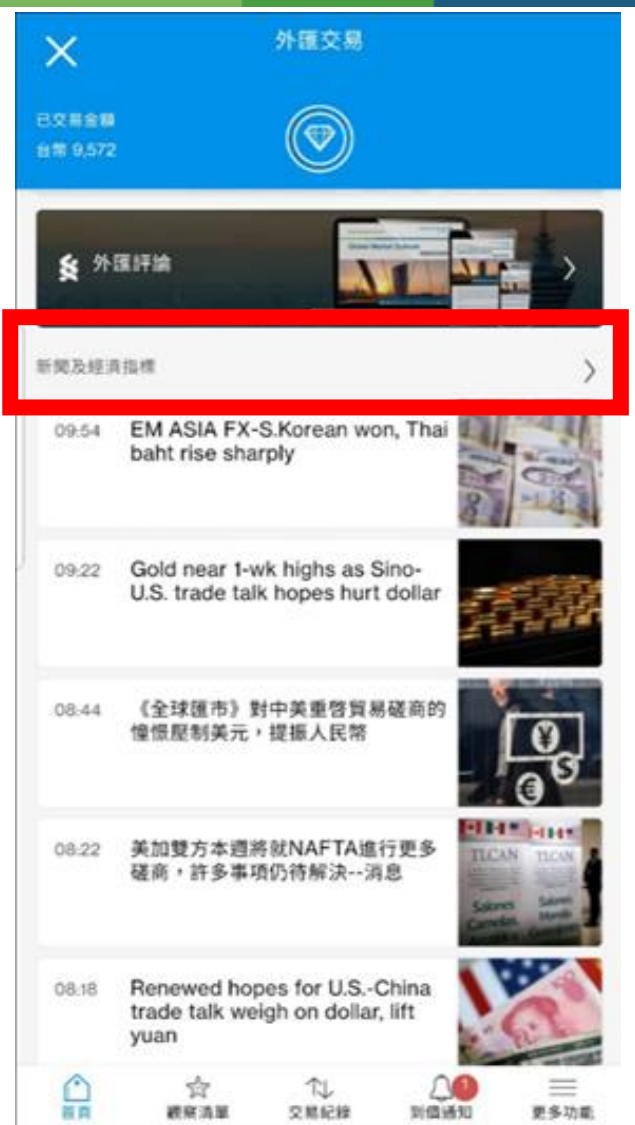 外匯交易
已交易金額
台幣 9,572
外匯評論
新聞及經濟指標
09:54
EM ASIA FX-S.Korean won, Thai
baht rise sharply
09:22
Gold near 1-wk highs as Sino-
U.S. trade talk hopes hurt dollar
08:44
《全球匯市》對中美重啓貿易磋商的
憧憬壓制美元，提振人民幣
08:22
美加雙方本週將就NAFTA進行更多
磋商，許多事項仍待解決--消息
TLCAN TLCAN
Salones
Salones
08:18
Renewed hopes for U.S.-China
trade talk weigh on dollar, lift
yuan
首頁
觀察清單
交易紀錄
1
到價通知
更多功能